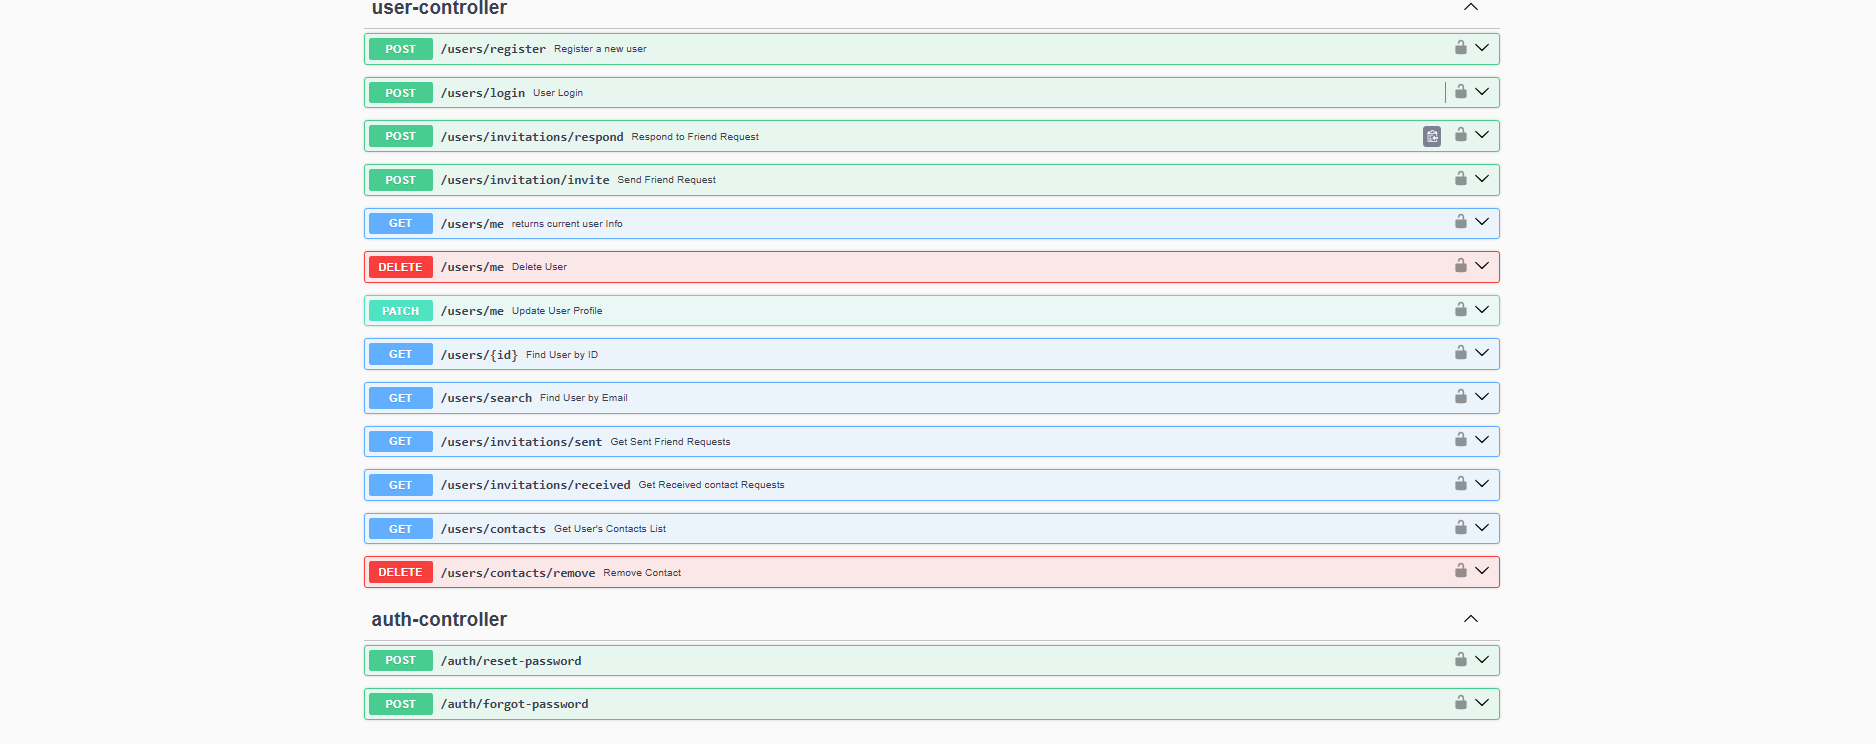 user-controller
POST /users/register Register a new user
POST /users/login User Login
POST /users/invitations/respond Respond to Friend Request
POST /users/invitation/invite Send Friend Request
GET /users/me returns current user Info
DELETE /users/me Delete User
PATCH /users/me Update User Profile
GET /users/{id} Find User by ID
GET /users/search Find User by Email
GET /users/invitations/sent Get Sent Friend Requests
GET /users/invitations/received Get Received contact Requests
GET /users/contacts Get User's Contacts List
DELETE /users/contacts/remove Remove Contact
auth-controller
POST /auth/reset-password
POST /auth/forgot-password